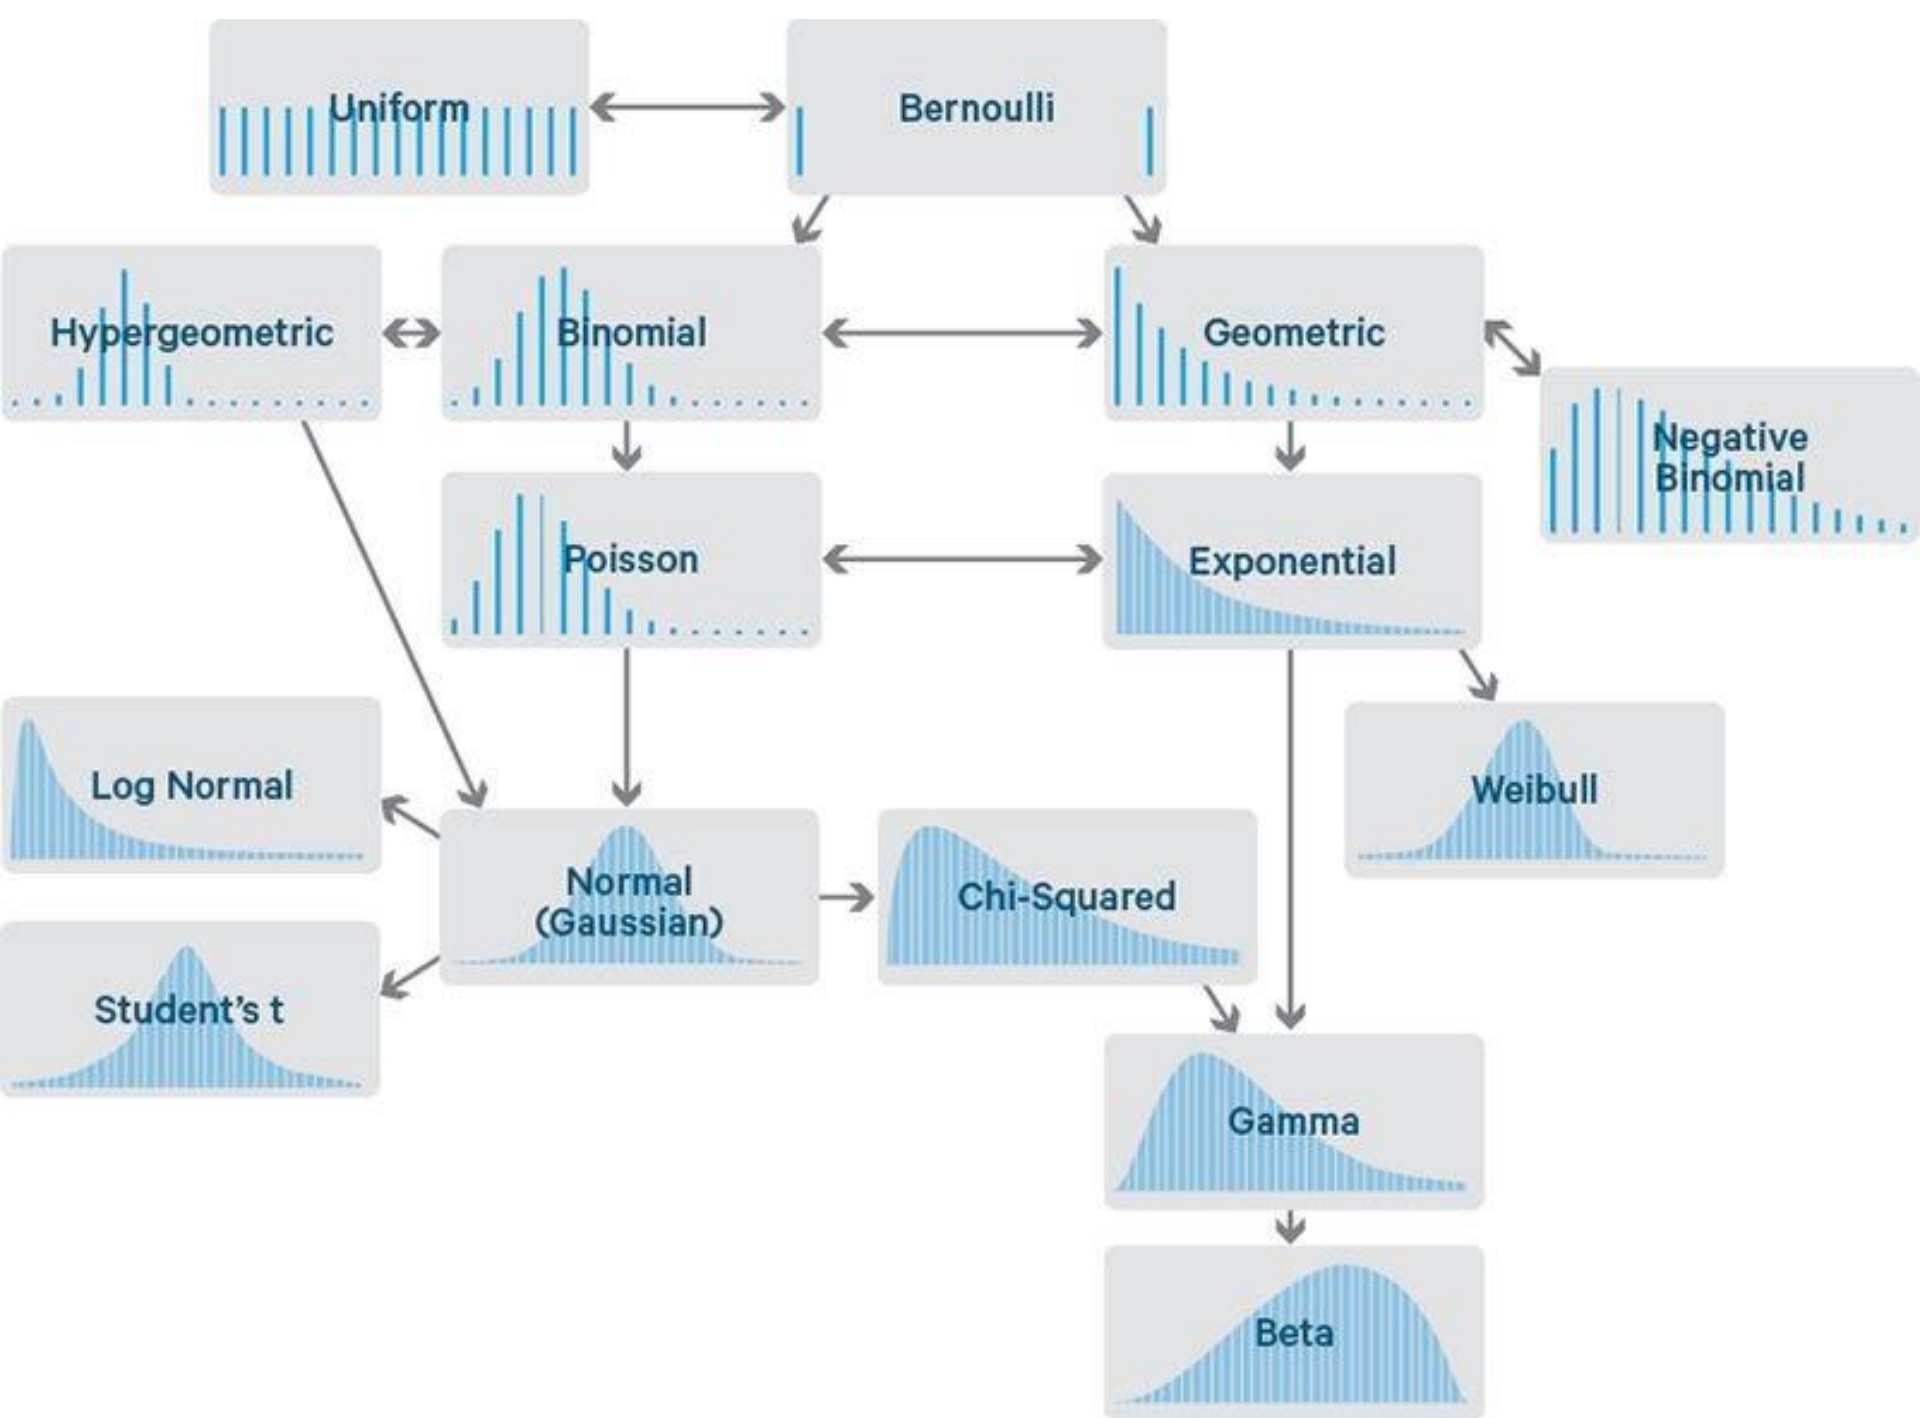 Uniform
Bernoulli
Hypergeometric
Binomial
Geometric
Negative
Binomial
Poisson
Exponential
Log Normal
Weibull
Normal
(Gaussian)
Chi-Squared
Student’s t
Gamma
Beta